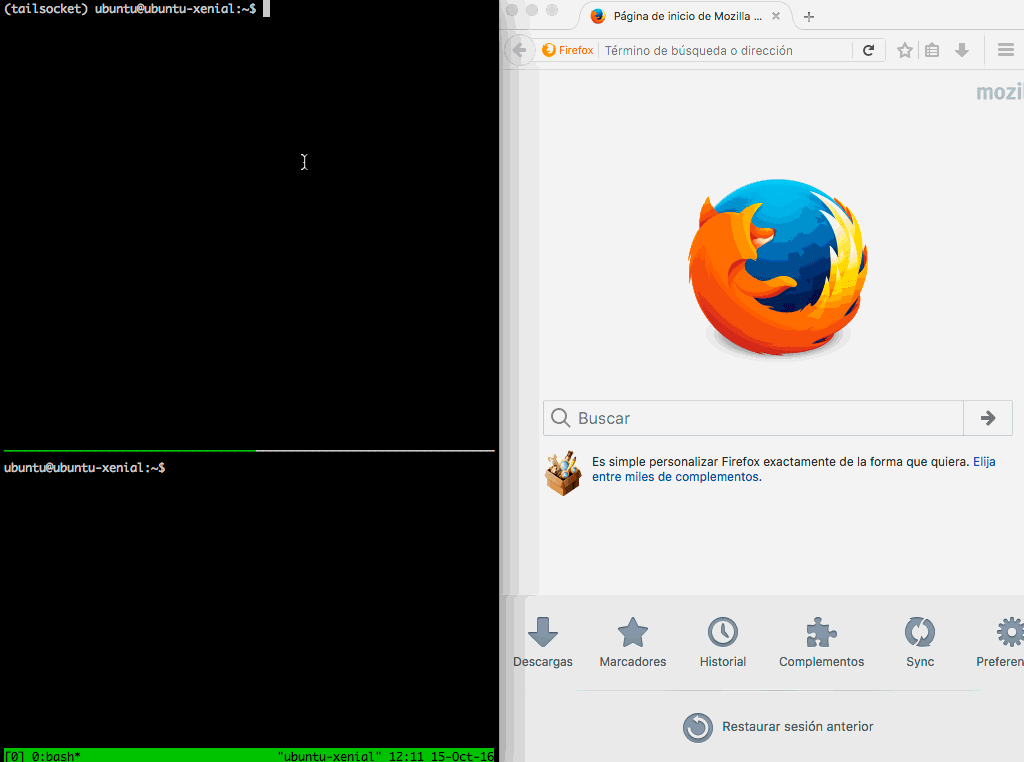 (tailsocket) ubuntu@ubuntu-xenial:~$
ubuntu@ubuntu-xenial:~$
[0] 0:bash* "ubuntu-xenial" 12:11 15-Oct-16
Página de inicio de Mozilla ...
Firefox
Término de búsqueda o dirección
mozil
Buscar
Es simple personalizar Firefox exactamente de la forma que quiera. Elija
entre miles de complementos.
Descargas Marcadores Historial Complementos Sync Preferen
Restaurar sesión anterior